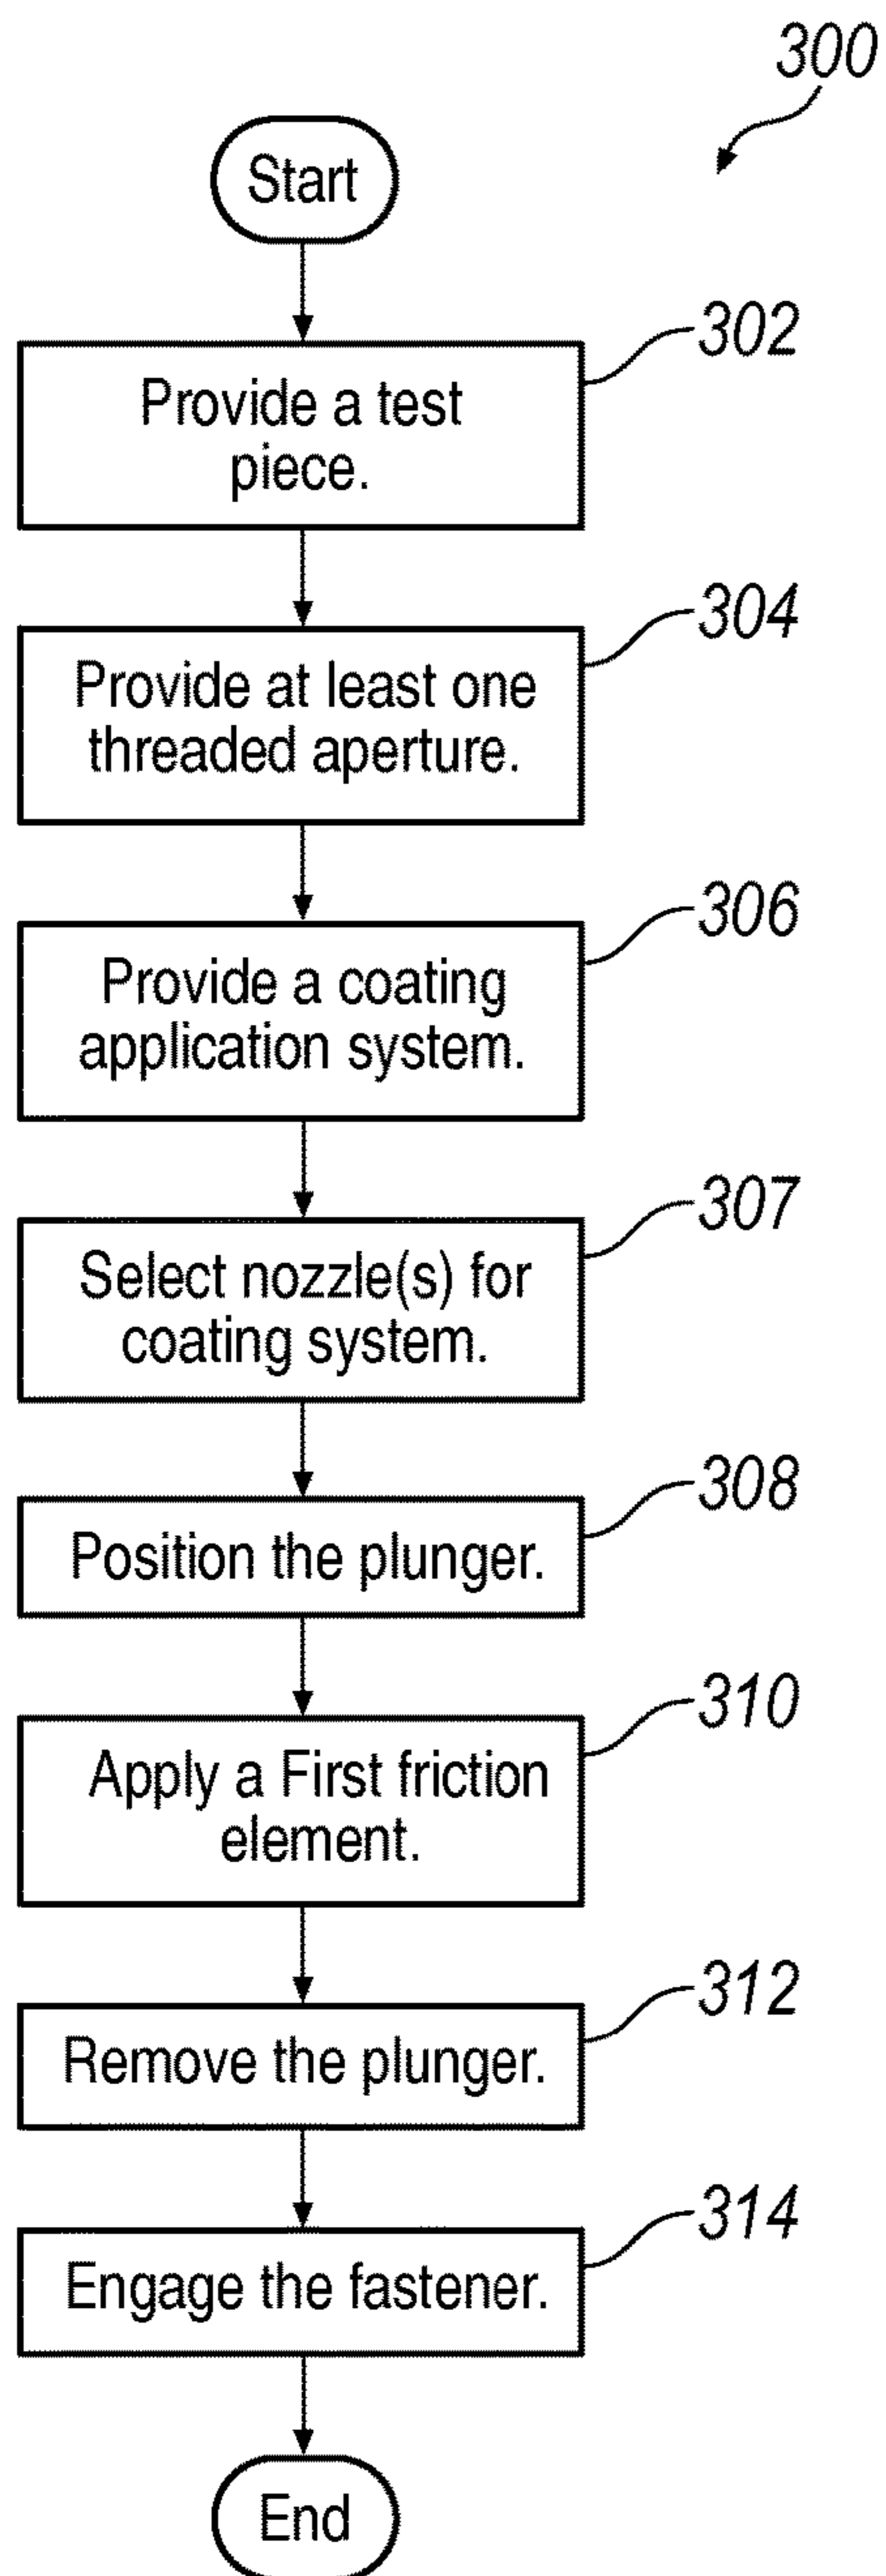 300
Start
302
Provide a test
piece.
304
Provide at least one
threaded aperture.
306
Provide a coating
application system.
307
Select nozzle(s) for
coating system.
308
Position the plunger.
310
Apply a First friction
element.
312
Remove the plunger.
314
Engage the fastener.
End